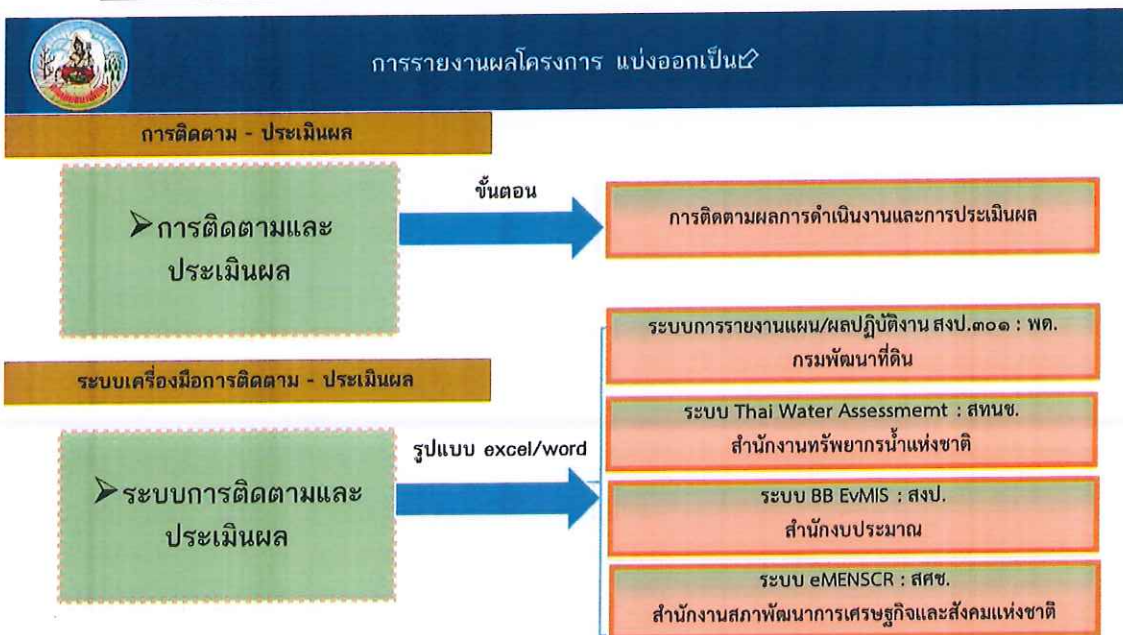 การรายงานผลโครงการ แบ่งออกเป็น
การติดตาม - ประเมินผล
➢การติดตามและ
ประเมินผล
ขั้นตอน
การติดตามผลการดำเนินงานและการประเมินผล
ระบบเครื่องมือการติดตาม - ประเมินผล
➢ระบบการติดตามและ
ประเมินผล
รูปแบบ excel/word
ระบบการรายงานแผน/ผลปฏิบัติงาน สงป.๓๐๑ : พด.
กรมพัฒนาที่ดิน
ระบบ Thai Water Assessmemt : สทนช.
สำนักงานทรัพยากรน้ำแห่งชาติ
ระบบ BB EvMIS : สงป.
สำนักงบประมาณ
ระบบ eMENSCR : สศช.
สำนักงานสภาพัฒนาการเศรษฐกิจและสังคมแห่งชาติ